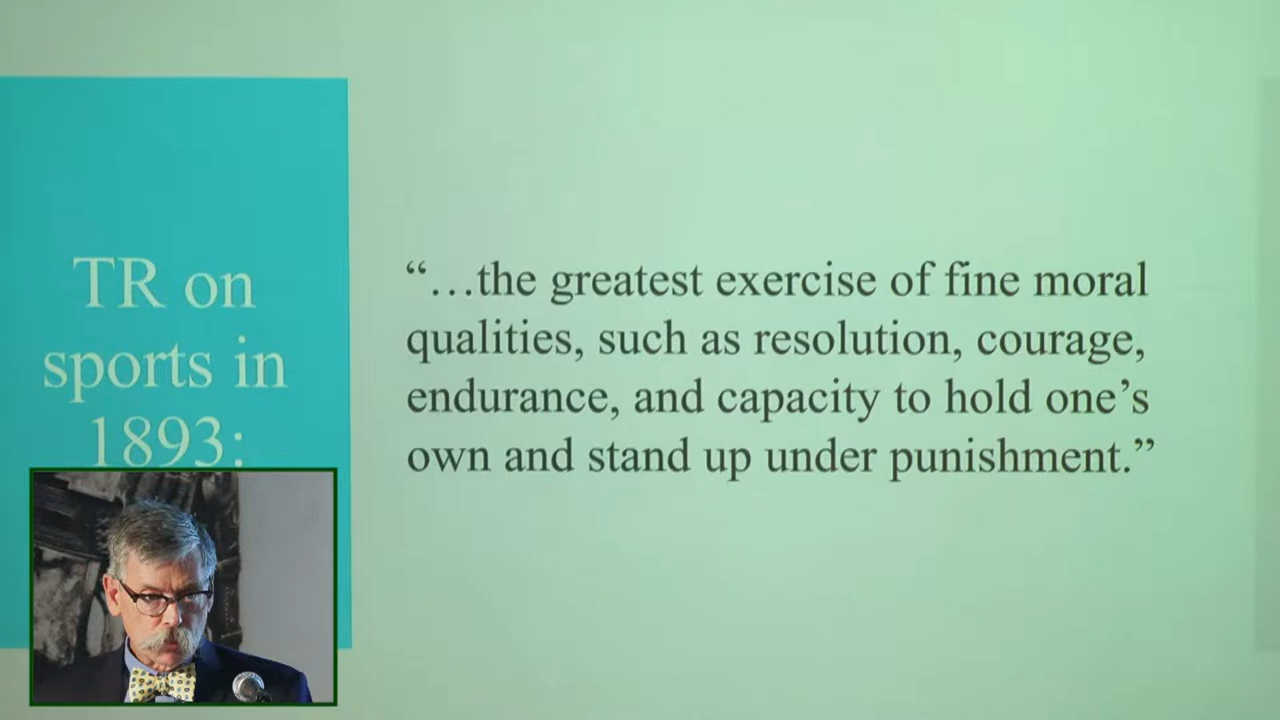 TR on
sports in
1893:
“…the greatest exercise of fine moral
qualities, such as resolution, courage,
endurance, and capacity to hold one’s
own and stand up under punishment.”